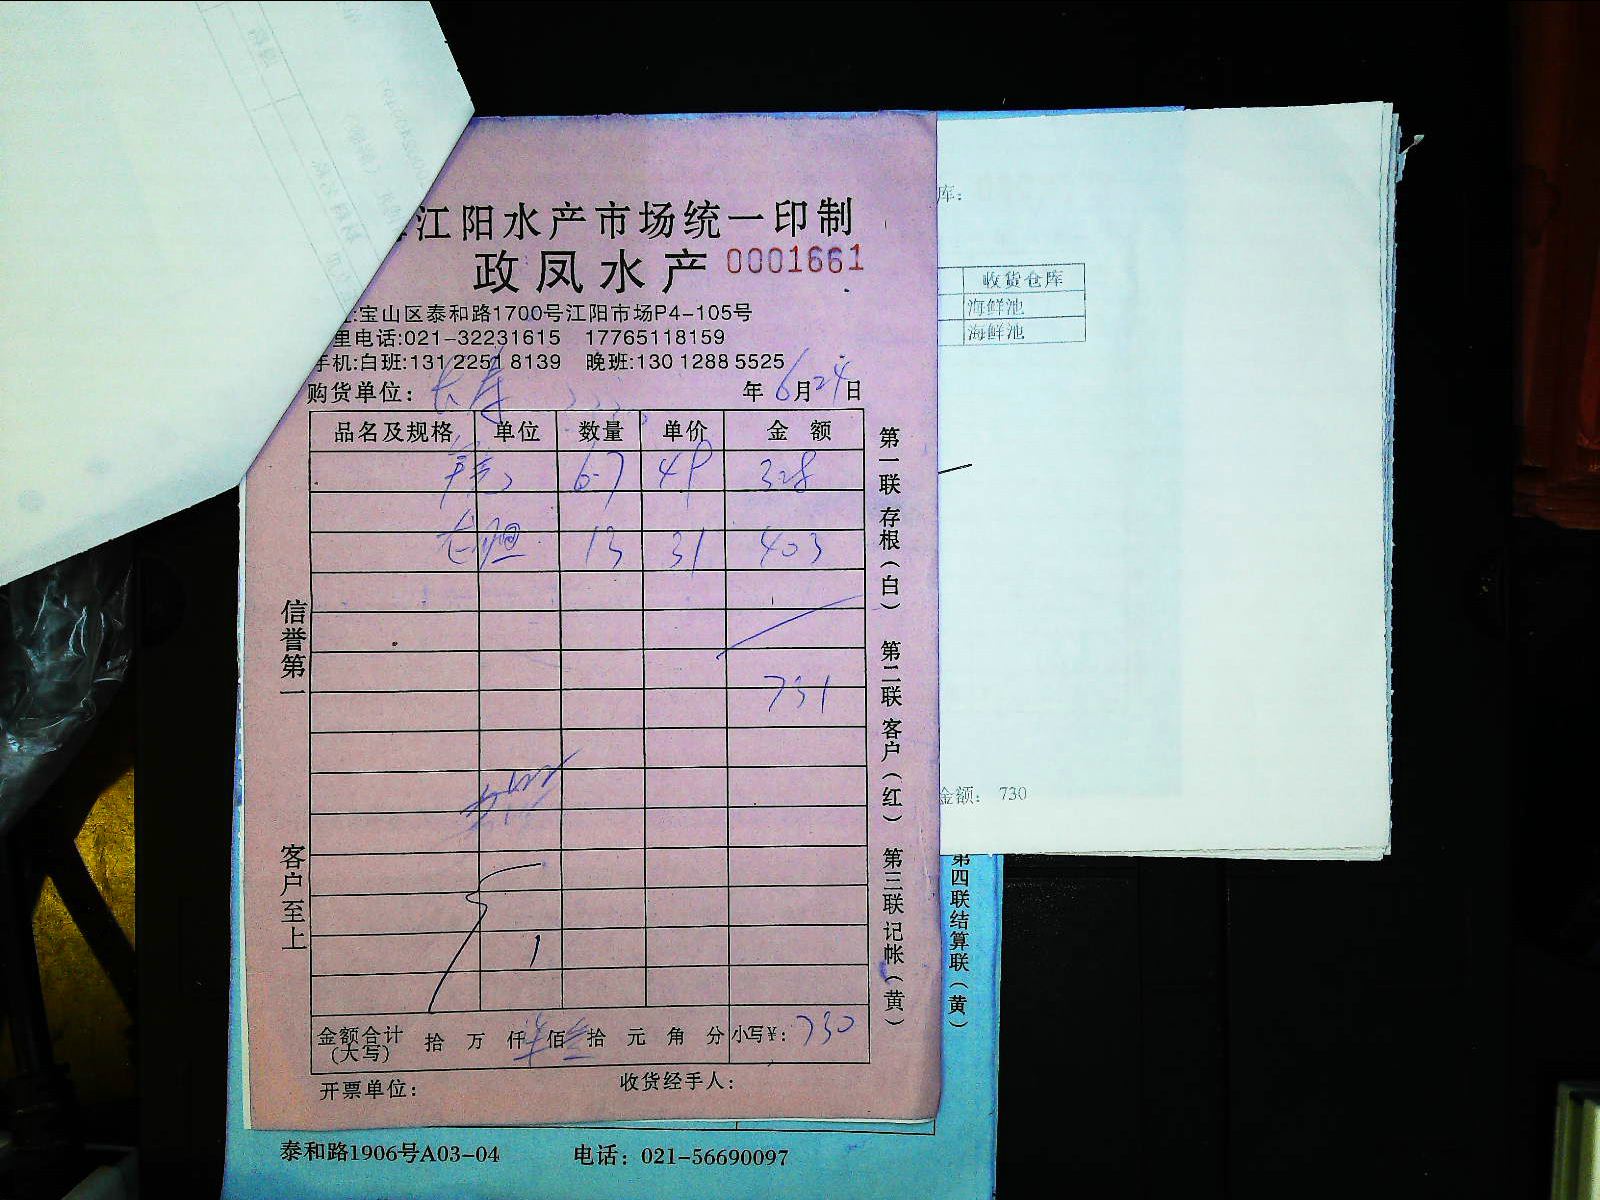 江阳水产市场统一印制
政凤水产 0001661
:宝山区泰和路1700号江阳市场P4-105号
里电话:021-32231615 17765118159
手机:白班:131 2251 8139 晚班:130 1288 5525
购货单位: 长寿 年 6月24日
品名及规格 单位 数量 单价 金 额
6.7 49 328
13 31 403
731
金额合计(大写) 拾 万 仟 佰 拾 元 角 分 小写¥: 730
开票单位: 收货经手人:
信誉第一
客户至上
第一联 存根(白)
第二联 客户(红)
第三联 记帐(黄)
库:
收货仓库
海鲜池
海鲜池
金额: 730
第四联结算联(黄)
泰和路1906号A03-04 电话: 021-56690097